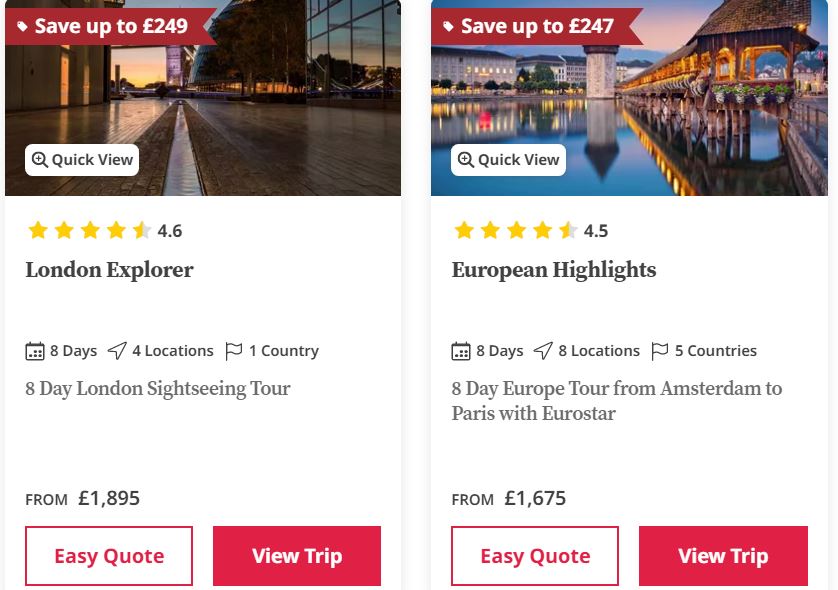 Save up to £249
Quick View
4.6
London Explorer
8 Days 4 Locations 1 Country
8 Day London Sightseeing Tour
FROM £1,895
Easy Quote View Trip
Save up to £247
Quick View
4.5
European Highlights
8 Days 8 Locations 5 Countries
8 Day Europe Tour from Amsterdam to
Paris with Eurostar
FROM £1,675
Easy Quote View Trip